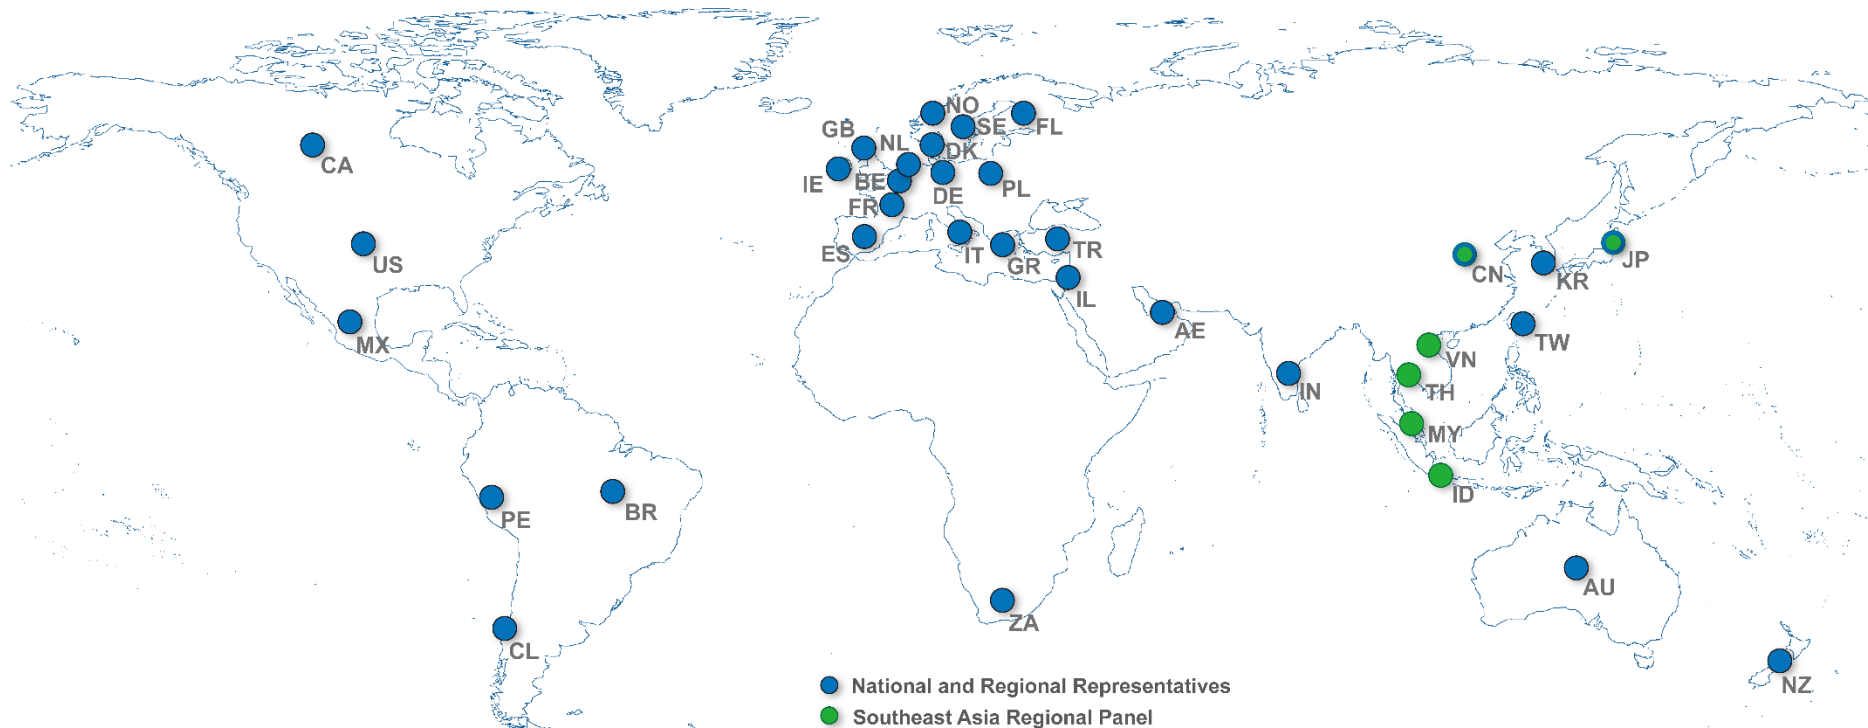 NO
SE
FL
GB
NL
DK
CA
IE
BE
DE
PL
FR
ES
IT
GR
TR
US
IL
CN
KR
JP
AE
MX
TW
VN
IN
TH
MY
ID
PE
BR
AU
ZA
CL
NZ
National and Regional Representatives
Southeast Asia Regional Panel